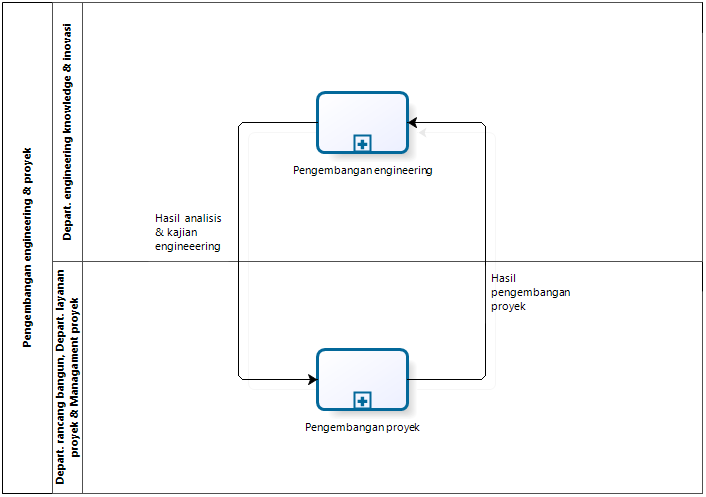 Pengembangan engineering & proyek
Depart. engineering knowledge & inovasi
Pengembangan engineering
Hasil analisis
& kajian
engineeering
Hasil
pengembangan
proyek
Depart. rancang bangun, Depart. layanan
proyek & Managament proyek
Pengembangan proyek